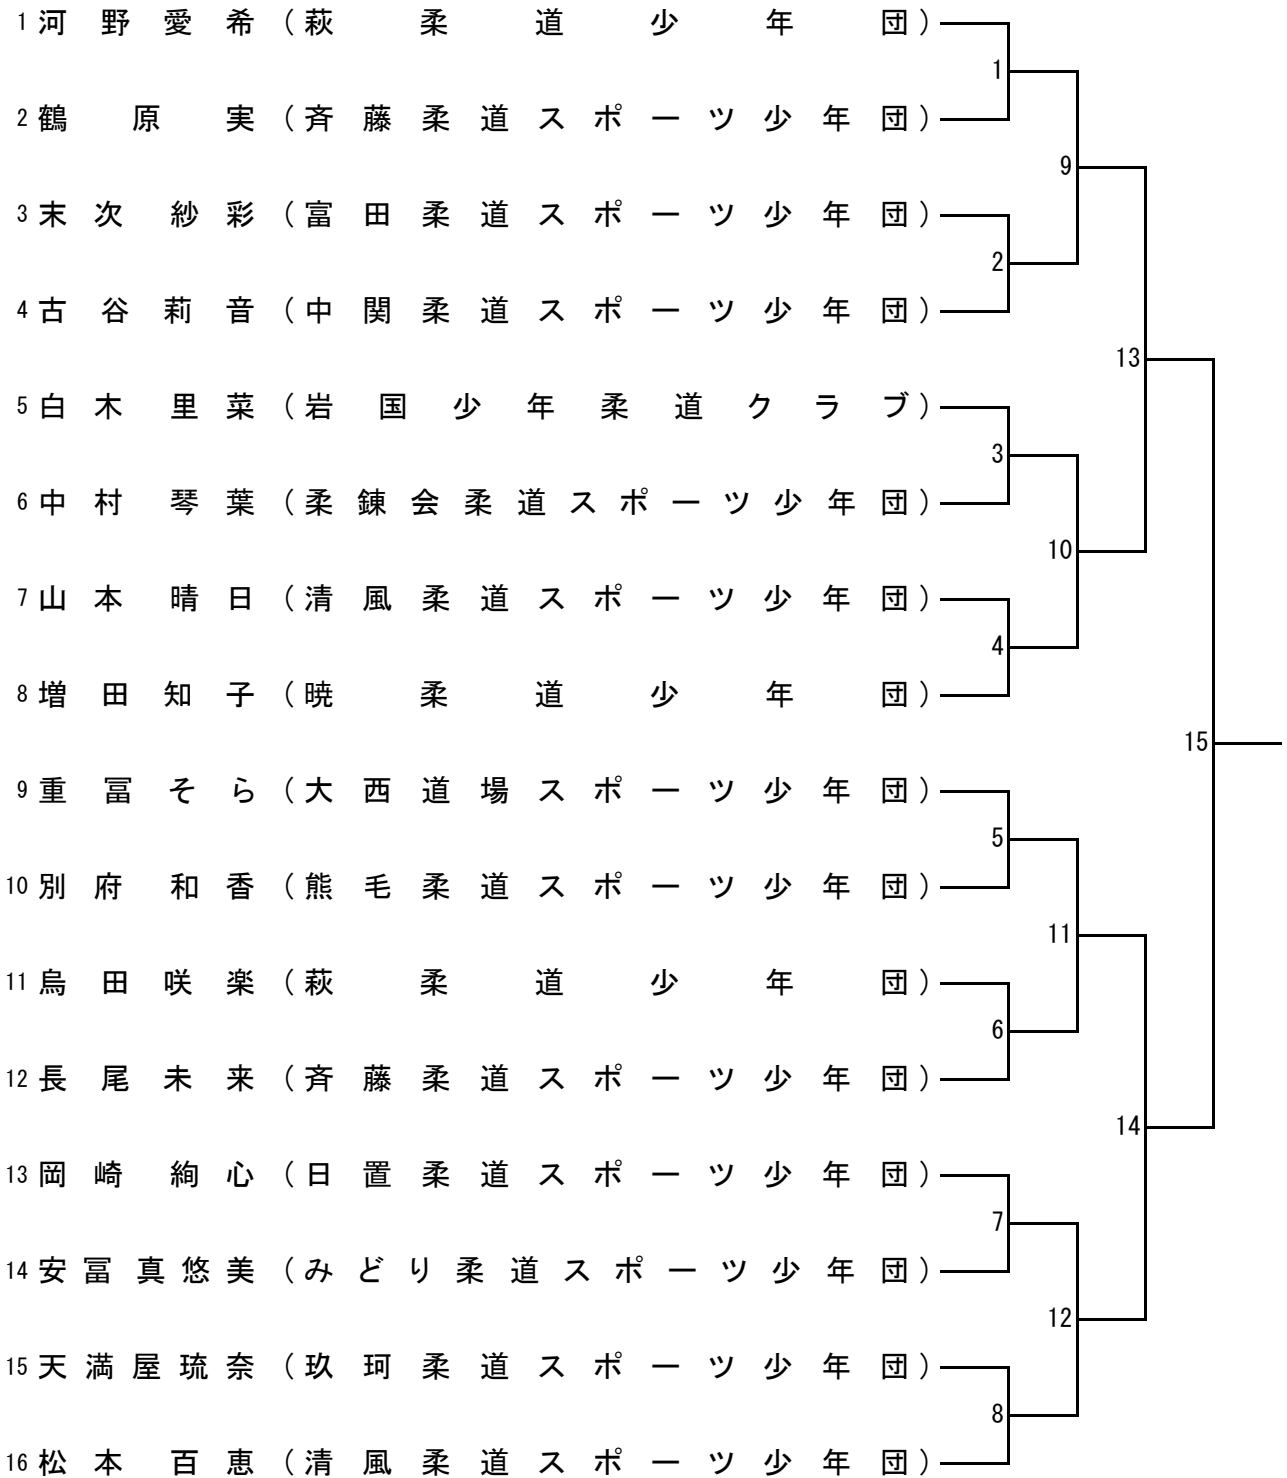 1 河野愛希 (萩柔道少年団)
1
2 鶴原実 (斉藤柔道スポーツ少年団)
9
3 末次紗彩 (富田柔道スポーツ少年団)
2
4 古谷莉音 (中関柔道スポーツ少年団)
13
5 白木里菜 (岩国少年柔道クラブ)
3
6 中村琴葉 (柔錬会柔道スポーツ少年団)
10
7 山本晴日 (清風柔道スポーツ少年団)
4
8 増田知子 (暁柔道少年団)
15
9 重冨そら (大西道場スポーツ少年団)
5
10 別府和香 (熊毛柔道スポーツ少年団)
11
11 烏田咲楽 (萩柔道少年団)
6
12 長尾未来 (斉藤柔道スポーツ少年団)
14
13 岡崎絢心 (日置柔道スポーツ少年団)
7
14 安冨真悠美 (みどり柔道スポーツ少年団)
12
15 天満屋琉奈 (玖珂柔道スポーツ少年団)
8
16 松本百恵 (清風柔道スポーツ少年団)